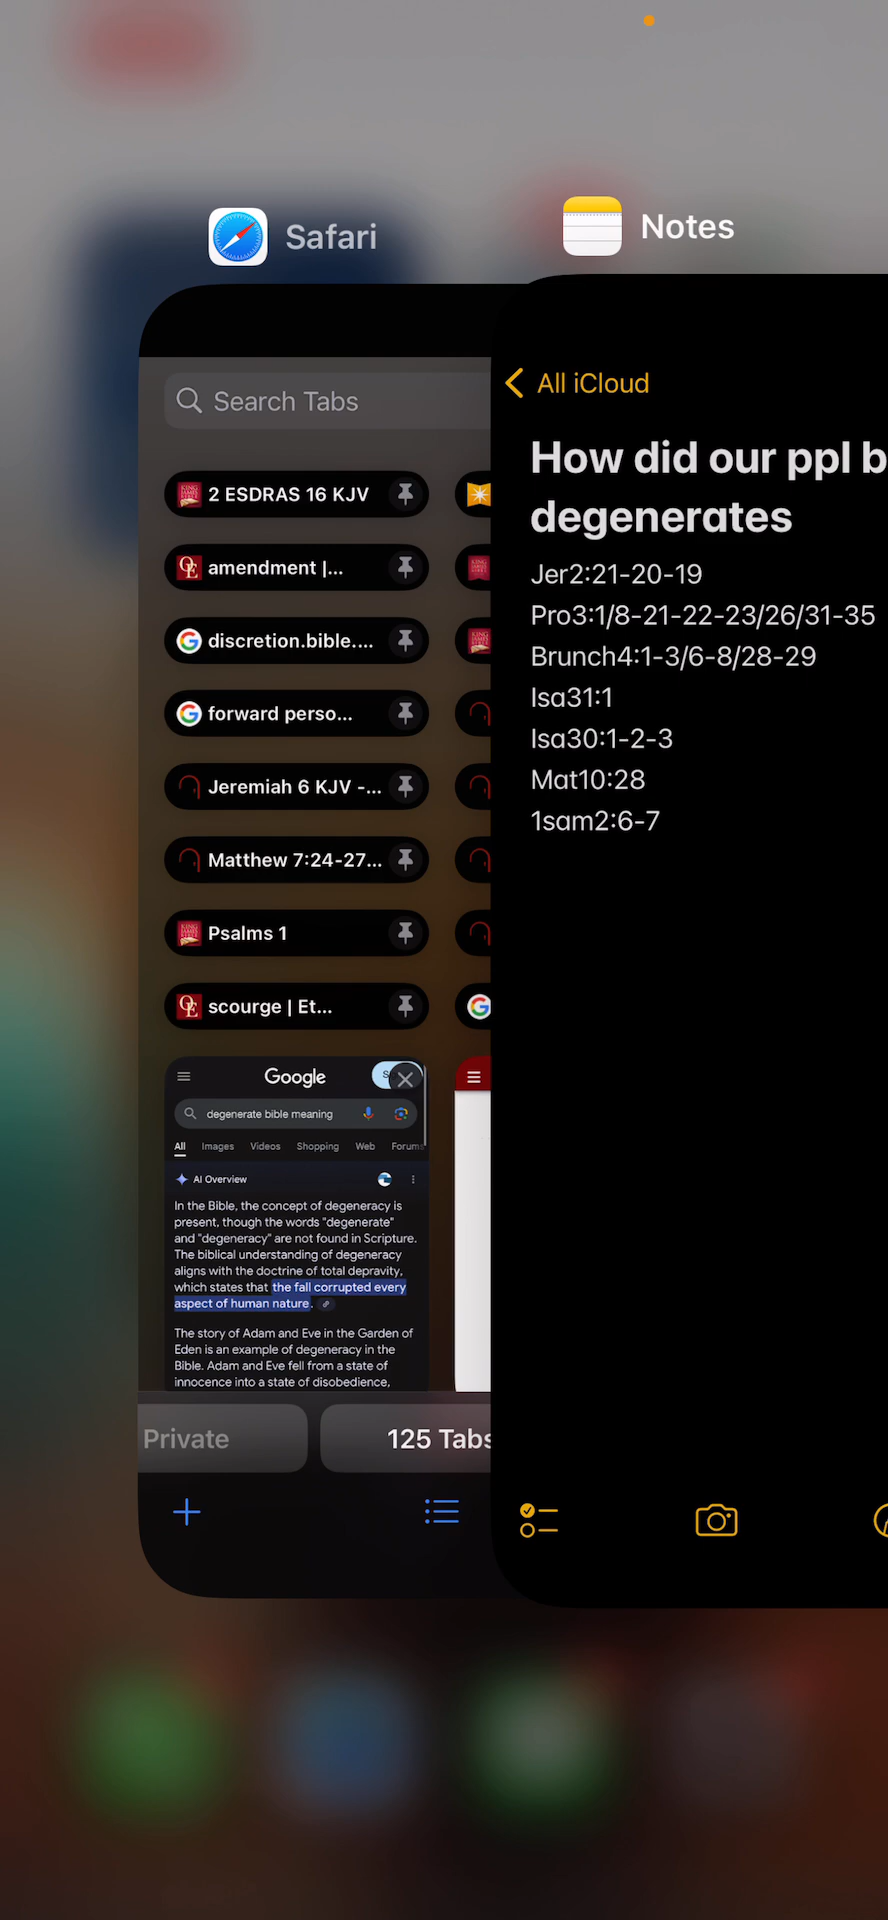 Safari
Notes
Search Tabs
2 ESDRAS 16 KJV
amendment |...
discretion.bible....
forward perso...
Jeremiah 6 KJV -...
Matthew 7:24-27...
Psalms 1
scourge | Et...
Google
degenerate bible meaning
All Images Videos Shopping Web Forum
AI Overview
In the Bible, the concept of degeneracy is
present, though the words "degenerate"
and "degeneracy" are not found in Scripture.
The biblical understanding of degeneracy
aligns with the doctrine of total depravity,
which states that the fall corrupted every
aspect of human nature.
The story of Adam and Eve in the Garden of
Eden is an example of degeneracy in the
Bible. Adam and Eve fell from a state of
innocence into a state of disobedience,
Private
125 Tabs
All iCloud
How did our ppl b
degenerates
Jer2:21-20-19
Pro3:1/8-21-22-23/26/31-35
Brunch4:1-3/6-8/28-29
Isa31:1
Isa30:1-2-3
Mat10:28
1sam2:6-7